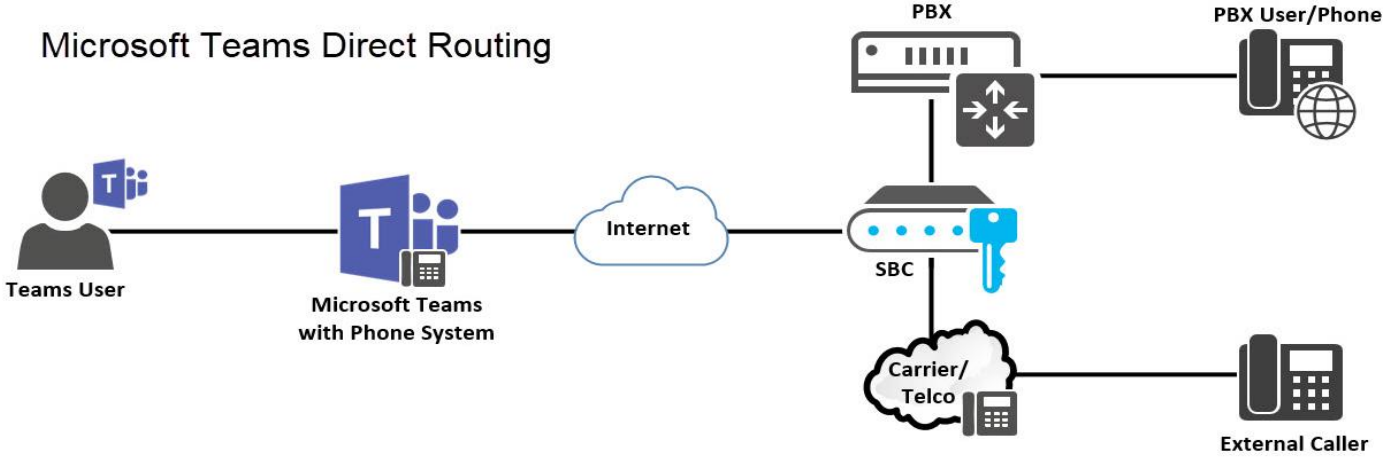 Microsoft Teams Direct Routing
PBX
PBX User/Phone
T
T
Internet
Teams User
Microsoft Teams
with Phone System
SBC
Carrier/
Telco
External Caller